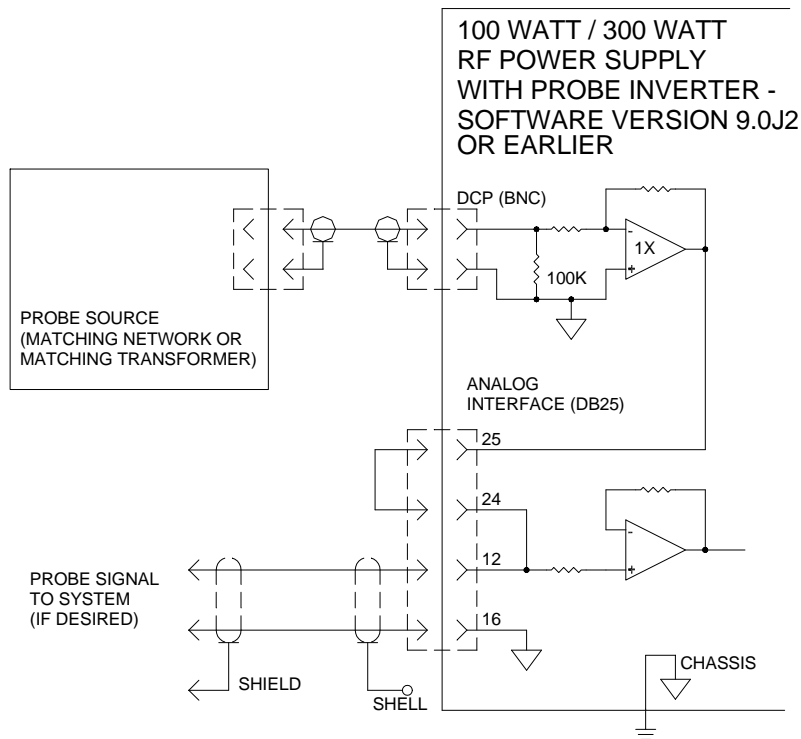 100 WATT / 300 WATT
RF POWER SUPPLY
WITH PROBE INVERTER -
SOFTWARE VERSION 9.0J2
OR EARLIER
DCP (BNC)
-
1X
+
100K
PROBE SOURCE
(MATCHING NETWORK OR
MATCHING TRANSFORMER)
ANALOG
INTERFACE (DB25)
25
24
-
12
+
PROBE SIGNAL
TO SYSTEM
(IF DESIRED)
16
CHASSIS
SHIELD
SHELL